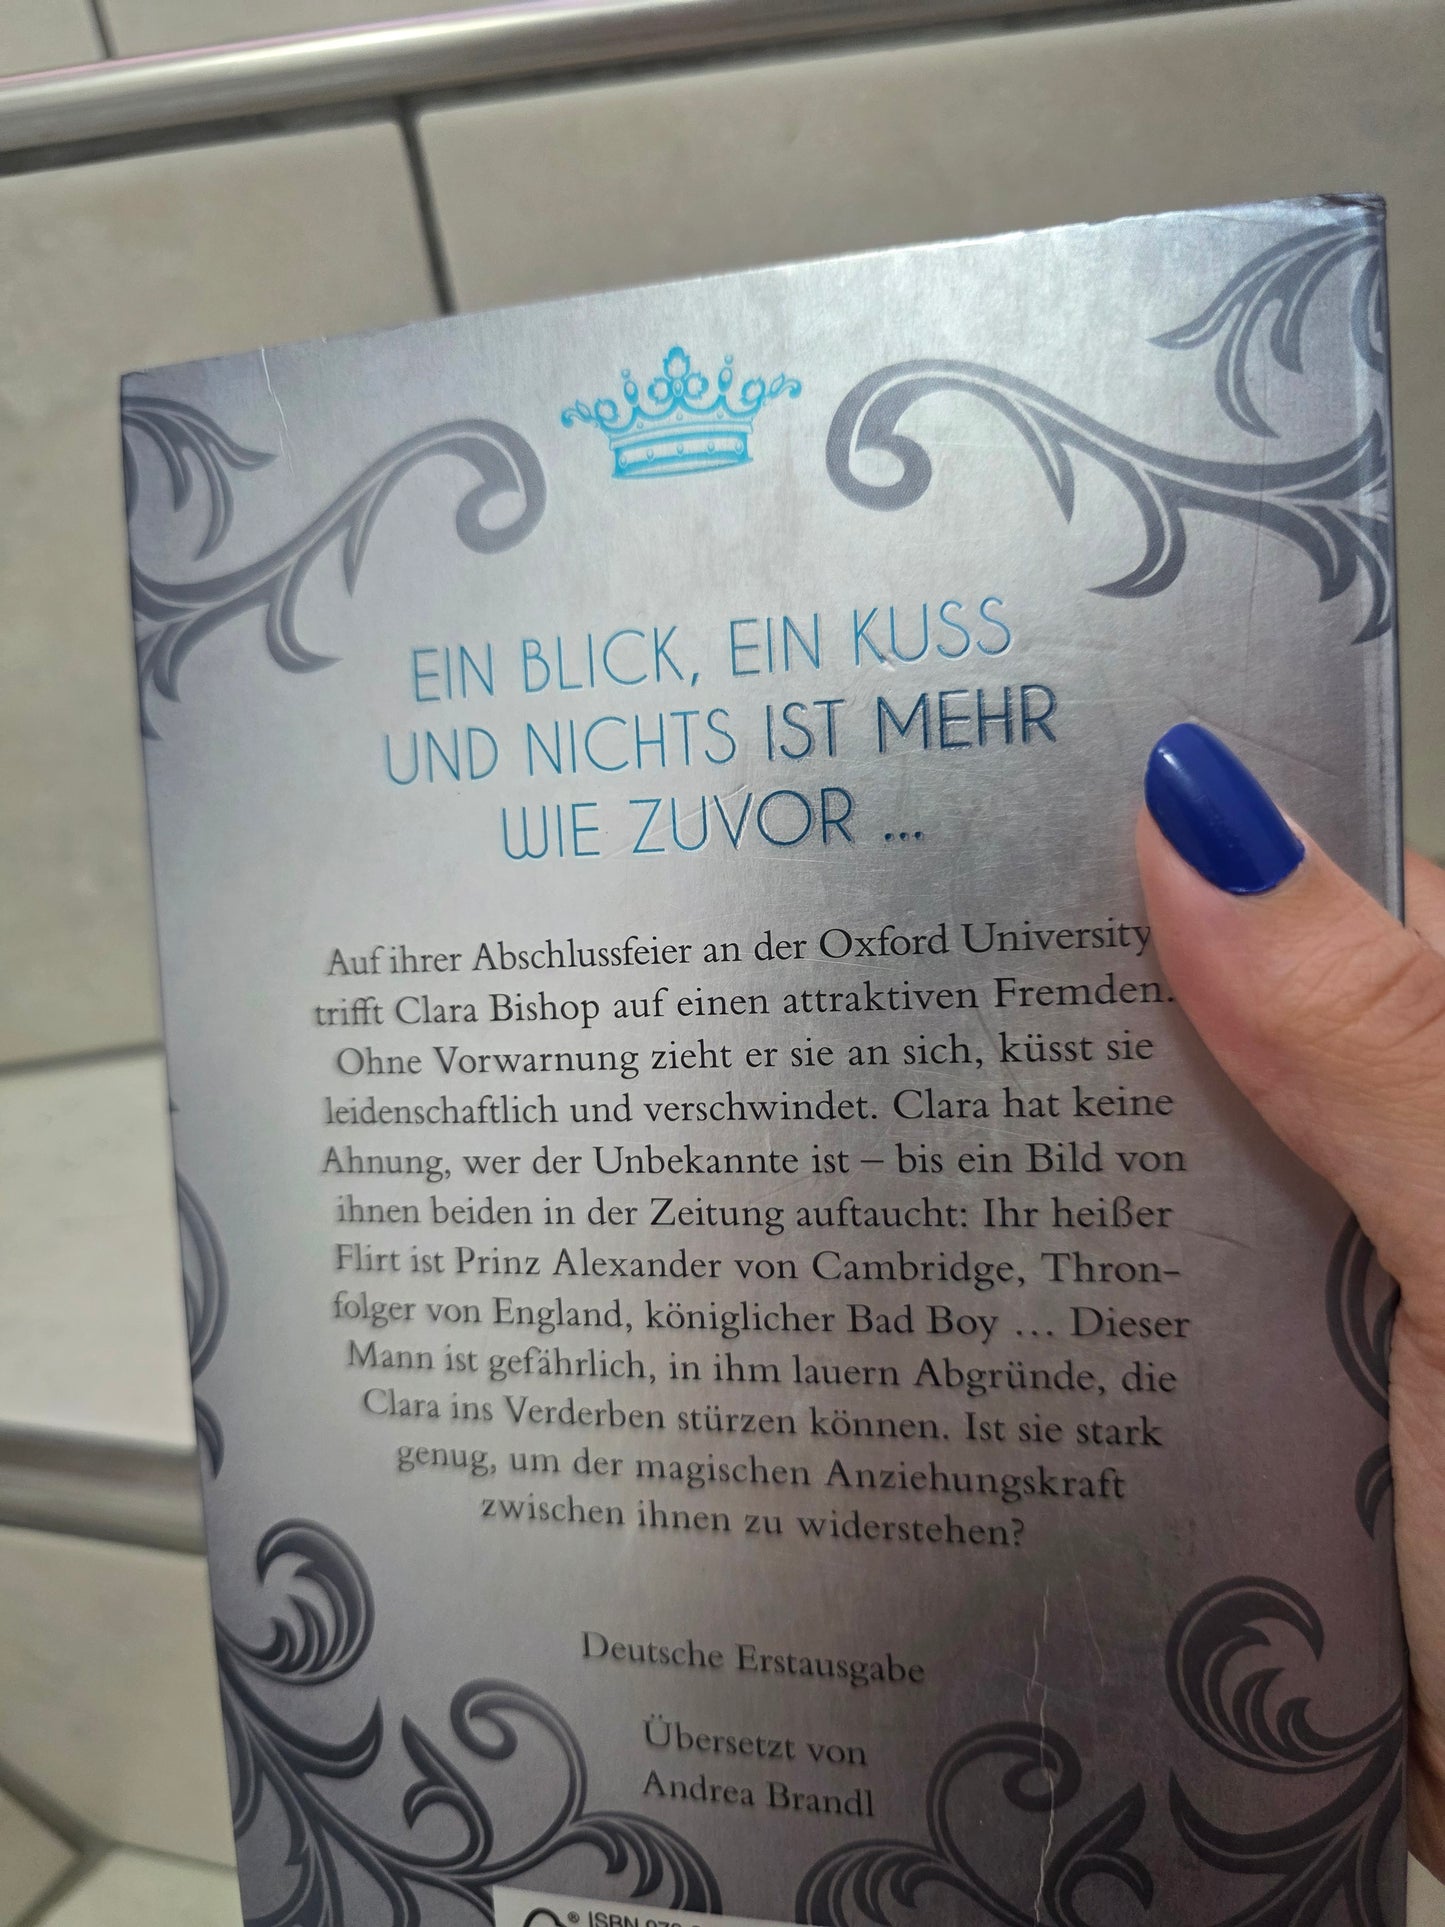 EIN BLICK, EIN KUSS
UND NICHTS IST MEHR
WIE ZUVOR ...
Auf ihrer Abschlussfeier an der Oxford University
trifft Clara Bishop auf einen attraktiven Fremden.
Ohne Vorwarnung zieht er sie an sich, küsst sie
leidenschaftlich und verschwindet. Clara hat keine
Ahnung, wer der Unbekannte ist – bis ein Bild von
ihnen beiden in der Zeitung auftaucht: Ihr heißer
Flirt ist Prinz Alexander von Cambridge, Thron-
folger von England, königlicher Bad Boy ... Dieser
Mann ist gefährlich, in ihm lauern Abgründe, die
Clara ins Verderben stürzen können. Ist sie stark
genug, um der magischen Anziehungskraft
zwischen ihnen zu widerstehen?
Deutsche Erstausgabe
Übersetzt von
Andrea Brandl
® ISBN